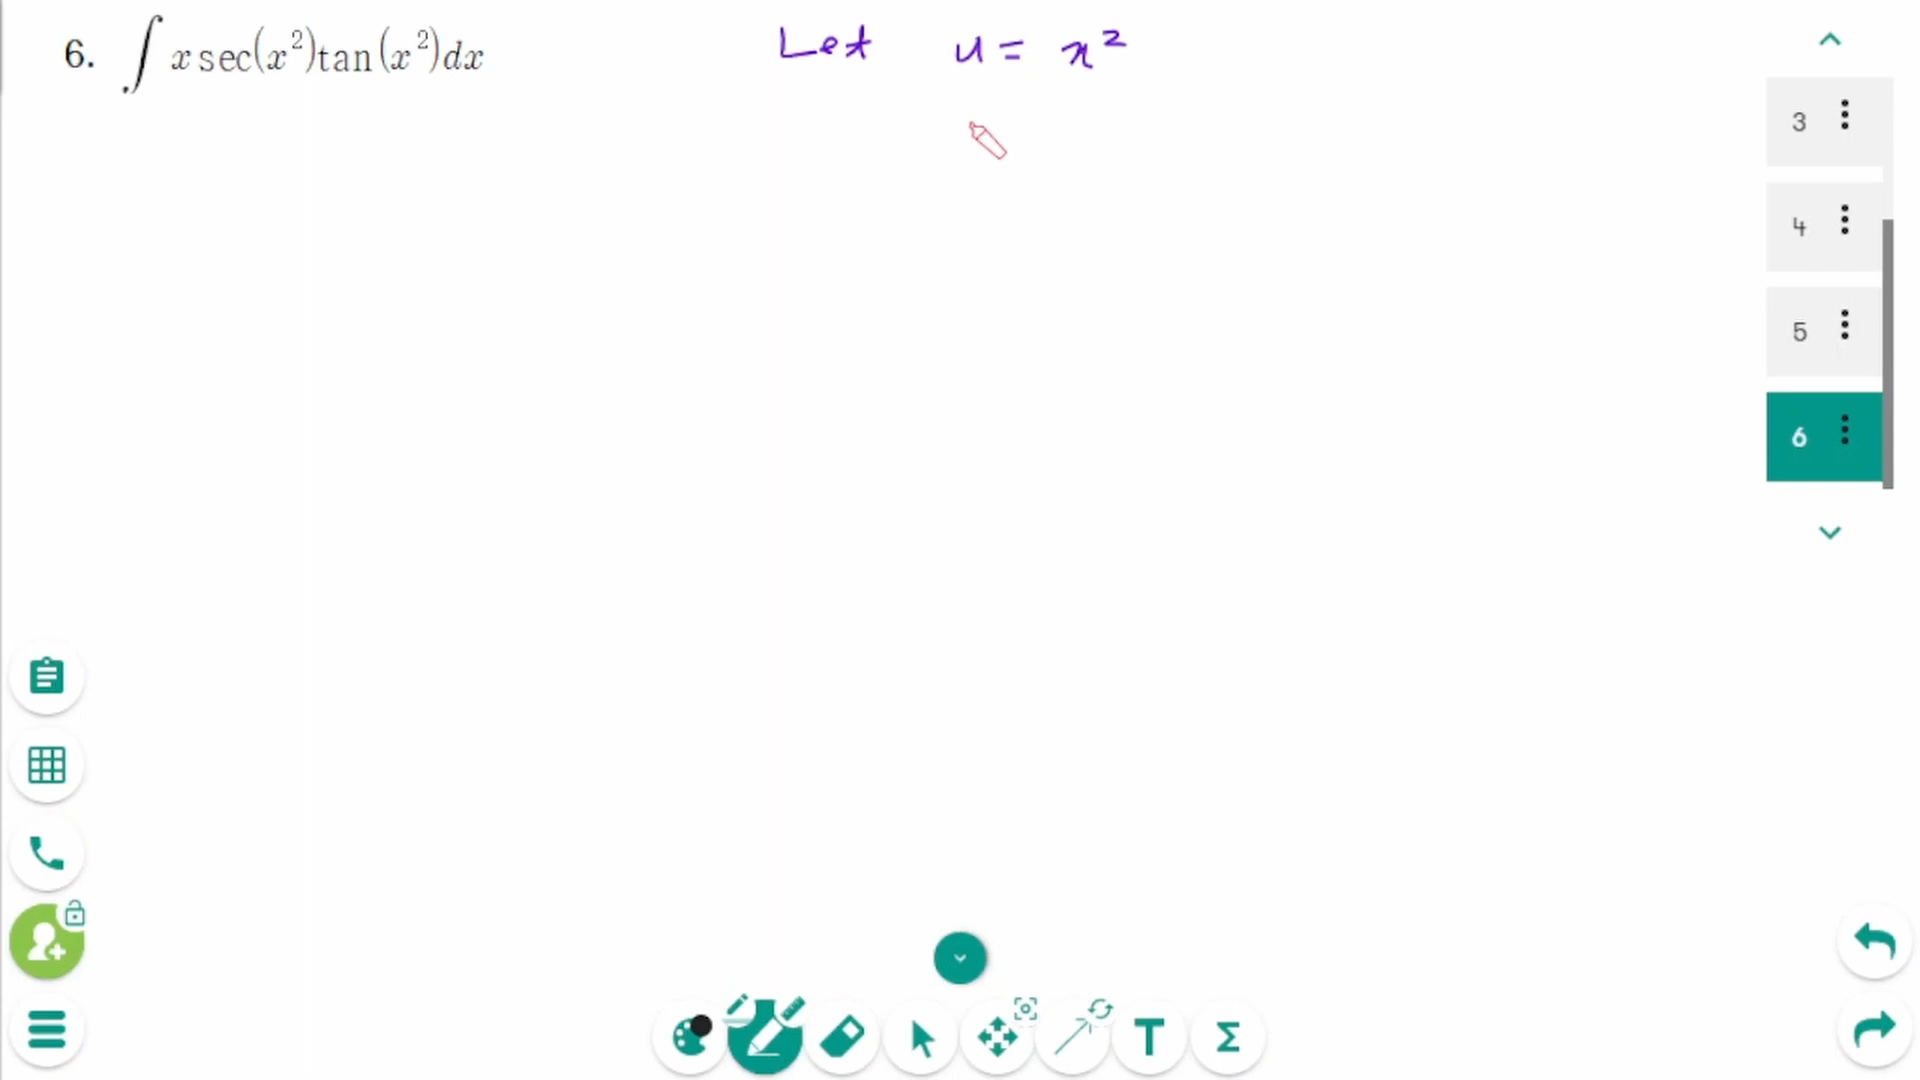 6. ∫ x sec(x²)tan(x²)dx
Let u = x²
3
4
5
6
T
Σ